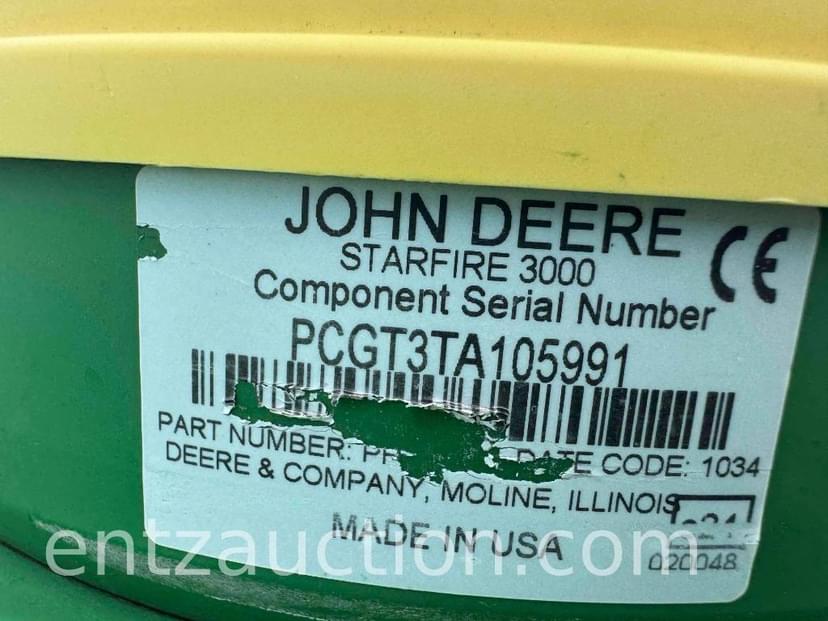 JOHN DEERE
CE
STARFIRE 3000
Component Serial Number
PCGT3TA105991
PART NUMBER: DATE CODE: 1034
DEERE & COMPANY, MOLINE, ILLINOIS
MADE IN USA
020048
entzauction.com